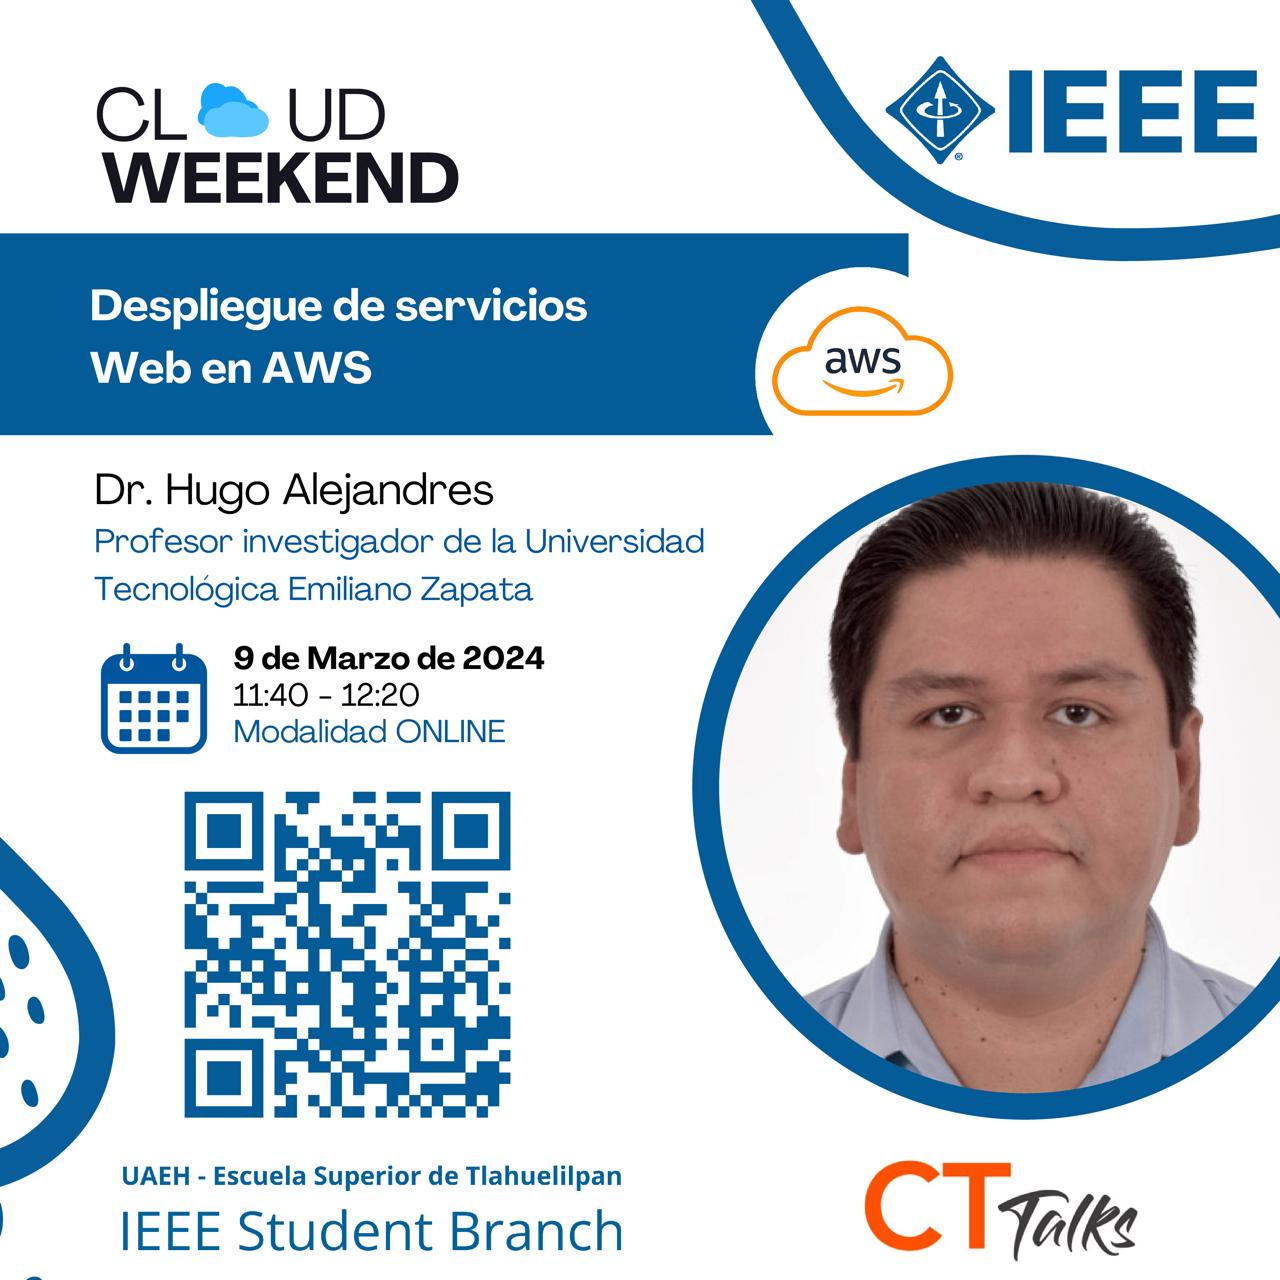 CLOUD
WEEKEND
IEEE
®
Despliegue de servicios
Web en AWS
aws
Dr. Hugo Alejandres
Profesor investigador de la Universidad
Tecnológica Emiliano Zapata
9 de Marzo de 2024
11:40 - 12:20
Modalidad ONLINE
UAEH - Escuela Superior de Tlahuelilpan
IEEE Student Branch
CT Talks